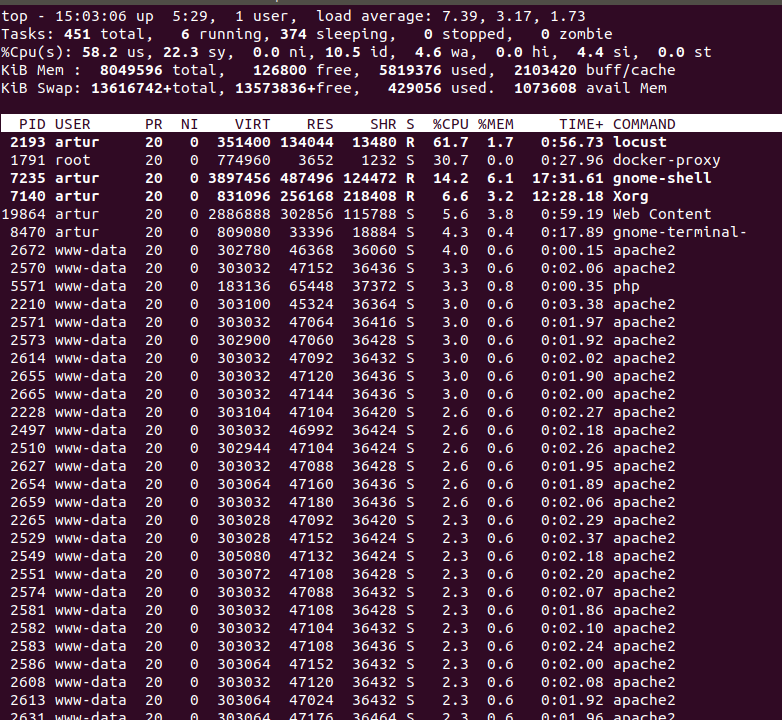 top - 15:03:06 up  5:29,  1 user,  load average: 7.39, 3.17, 1.73
Tasks: 451 total,   6 running, 374 sleeping,   0 stopped,   0 zombie
%Cpu(s): 58.2 us, 22.3 sy,  0.0 ni, 10.5 id,  4.6 wa,  0.0 hi,  4.4 si,  0.0 st
KiB Mem :  8049596 total,   126800 free,  5819376 used,  2103420 buff/cache
KiB Swap: 13616742+total, 13573836+free,   429056 used.  1073608 avail Mem
PID USER PR NI VIRT RES SHR S %CPU %MEM TIME+ COMMAND
2193 artur 20 0 351400 134044 13480 R 61.7 1.7 0:56.73 locust
1791 root 20 0 774960 3652 1232 S 30.7 0.0 0:27.96 docker-proxy
7235 artur 20 0 3897456 487496 124472 R 14.2 6.1 17:31.61 gnome-shell
7140 artur 20 0 831096 256168 218408 R 6.6 3.2 12:28.18 Xorg
19864 artur 20 0 2886888 302856 115788 S 5.6 3.8 0:59.19 Web Content
8470 artur 20 0 809080 33396 18884 S 4.3 0.4 0:17.89 gnome-terminal-
2672 www-data 20 0 302780 46368 36060 S 4.0 0.6 0:00.15 apache2
2570 www-data 20 0 303032 47152 36436 S 3.3 0.6 0:02.06 apache2
5571 www-data 20 0 183136 65448 37372 S 3.3 0.8 0:00.35 php
2210 www-data 20 0 303100 45324 36364 S 3.0 0.6 0:03.38 apache2
2571 www-data 20 0 303032 47064 36416 S 3.0 0.6 0:01.97 apache2
2573 www-data 20 0 302900 47060 36428 S 3.0 0.6 0:01.92 apache2
2614 www-data 20 0 303032 47092 36432 S 3.0 0.6 0:02.02 apache2
2655 www-data 20 0 303032 47120 36436 S 3.0 0.6 0:01.90 apache2
2665 www-data 20 0 303032 47144 36436 S 3.0 0.6 0:02.00 apache2
2228 www-data 20 0 303104 47104 36420 S 2.6 0.6 0:02.27 apache2
2497 www-data 20 0 303032 46992 36424 S 2.6 0.6 0:02.18 apache2
2510 www-data 20 0 302944 47104 36424 S 2.6 0.6 0:02.26 apache2
2627 www-data 20 0 303032 47088 36428 S 2.6 0.6 0:01.95 apache2
2654 www-data 20 0 303064 47160 36436 S 2.6 0.6 0:01.89 apache2
2659 www-data 20 0 303032 47180 36436 S 2.6 0.6 0:02.06 apache2
2265 www-data 20 0 303028 47092 36420 S 2.3 0.6 0:02.29 apache2
2529 www-data 20 0 303028 47152 36424 S 2.3 0.6 0:02.37 apache2
2549 www-data 20 0 305080 47132 36424 S 2.3 0.6 0:02.18 apache2
2551 www-data 20 0 303072 47108 36428 S 2.3 0.6 0:02.20 apache2
2574 www-data 20 0 303032 47088 36432 S 2.3 0.6 0:02.07 apache2
2581 www-data 20 0 303032 47108 36428 S 2.3 0.6 0:01.86 apache2
2582 www-data 20 0 303032 47104 36432 S 2.3 0.6 0:02.10 apache2
2583 www-data 20 0 303032 47108 36436 S 2.3 0.6 0:02.24 apache2
2586 www-data 20 0 303064 47152 36432 S 2.3 0.6 0:02.00 apache2
2608 www-data 20 0 303032 47120 36432 S 2.3 0.6 0:02.08 apache2
2613 www-data 20 0 303064 47024 36432 S 2.3 0.6 0:01.92 apache2
2631 www-data 20 0 303064 47176 36464 S 2.3 0.6 0:01.96 apache2